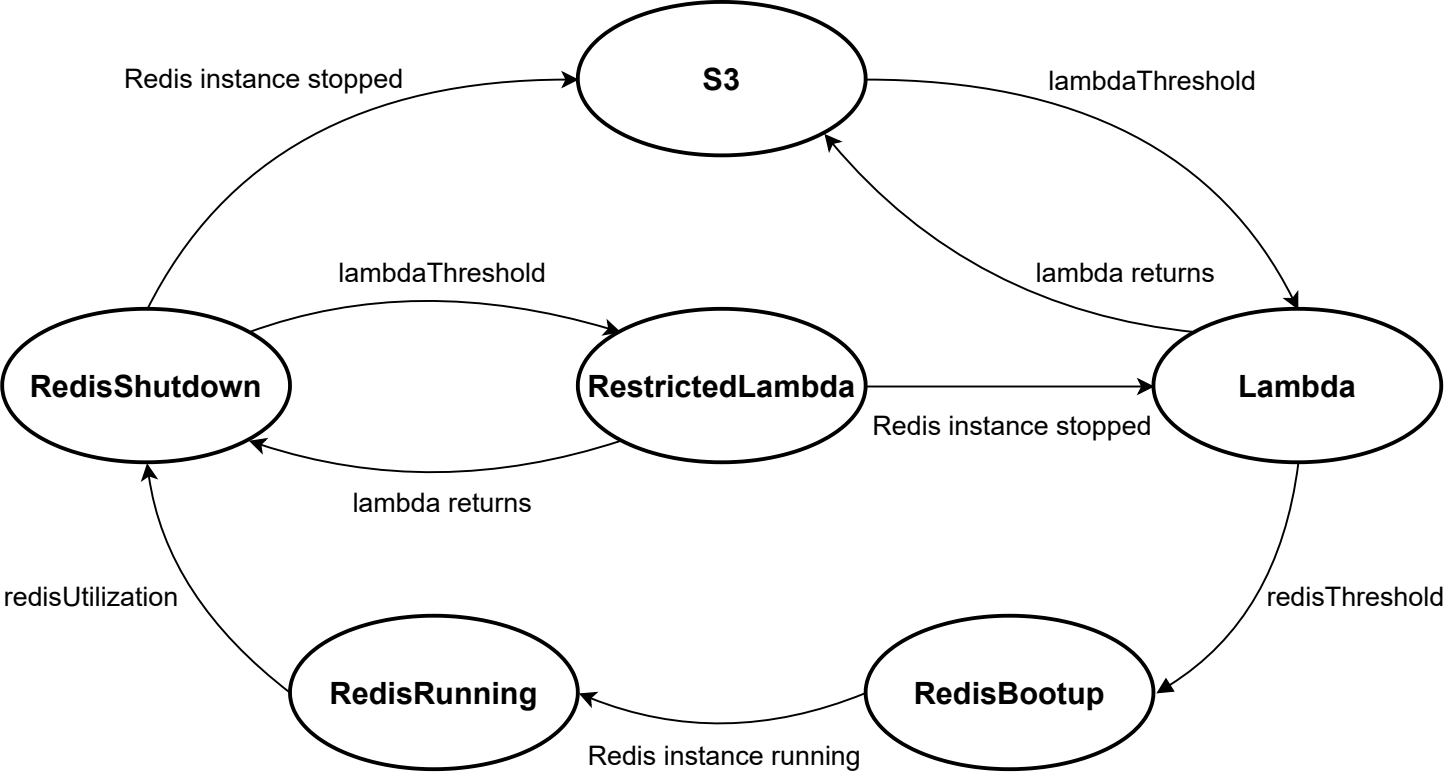 S3
Redis instance stopped
lambdaThreshold
lambdaThreshold
lambda returns
RedisShutdown
RestrictedLambda
Lambda
Redis instance stopped
lambda returns
redisUtilization
redisThreshold
RedisRunning
RedisBootup
Redis instance running